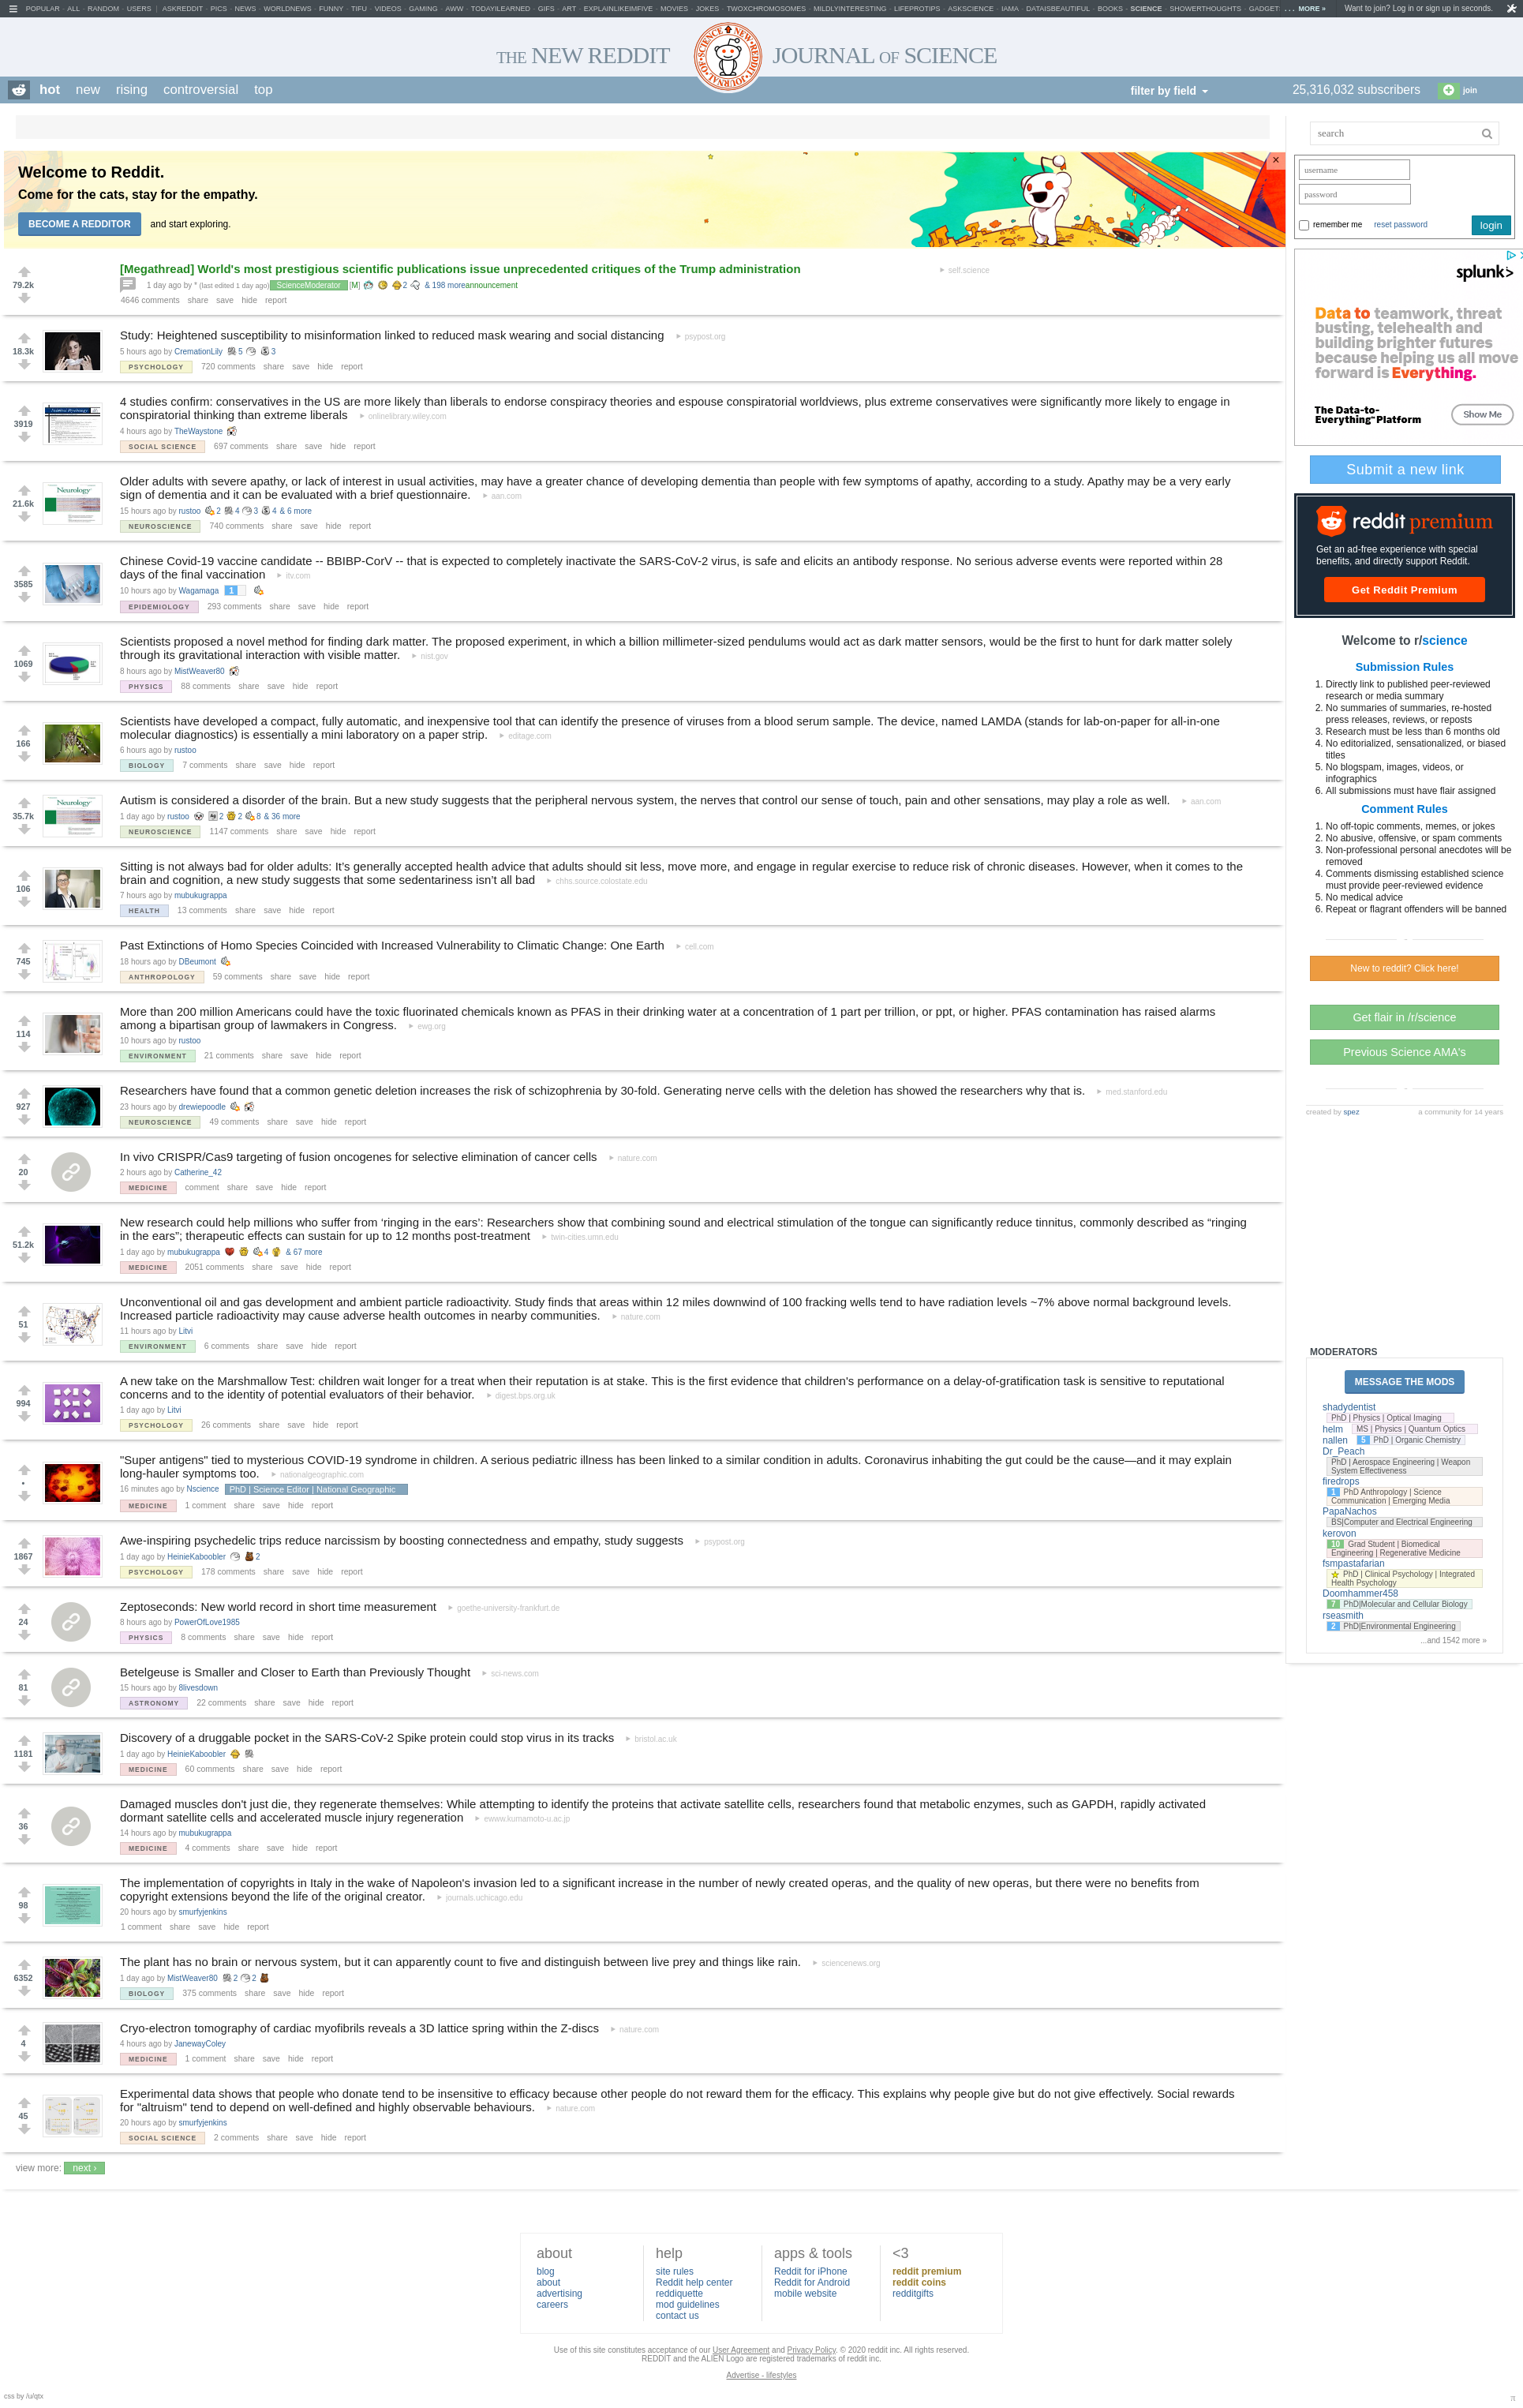 POPULAR - ALL - RANDOM - USERS | ASKREDDIT - PICS - NEWS - WORLDNEWS - FUNNY - TIFU - VIDEOS - GAMING - AWW - TODAYILEARNED - GIFS - ART - EXPLAINLIKEIMFIVE - MOVIES - JOKES - TWOXCHROMOSOMES - MILDLYINTERESTING - LIFEPROTIPS - ASKSCIENCE - IAMA - DATAISBEAUTIFUL - BOOKS - SCIENCE - SHOWERTHOUGHTS - GADGETS ... MORE »
Want to join? Log in or sign up in seconds.
THE NEW REDDIT JOURNAL OF SCIENCE
hot new rising controversial top
filter by field
25,316,032 subscribers
join
Welcome to Reddit.
Come for the cats, stay for the empathy.
BECOME A REDDITOR and start exploring.
79.2k
[Megathread] World's most prestigious scientific publications issue unprecedented critiques of the Trump administration self.science
1 day ago by * (last edited 1 day ago) ScienceModerator [M] 2 & 198 more announcement
4646 comments share save hide report
18.3k
Study: Heightened susceptibility to misinformation linked to reduced mask wearing and social distancing psypost.org
5 hours ago by CremationLily 5 3
PSYCHOLOGY 720 comments share save hide report
3919
4 studies confirm: conservatives in the US are more likely than liberals to endorse conspiracy theories and espouse conspiratorial worldviews, plus extreme conservatives were significantly more likely to engage in
conspiratorial thinking than extreme liberals onlinelibrary.wiley.com
4 hours ago by TheWaystone
SOCIAL SCIENCE 697 comments share save hide report
21.6k
Neurology
Older adults with severe apathy, or lack of interest in usual activities, may have a greater chance of developing dementia than people with few symptoms of apathy, according to a study. Apathy may be a very early
sign of dementia and it can be evaluated with a brief questionnaire. aan.com
15 hours ago by rustoo 2 4 3 4 & 6 more
NEUROSCIENCE 740 comments share save hide report
3585
Chinese Covid-19 vaccine candidate -- BBIBP-CorV -- that is expected to completely inactivate the SARS-CoV-2 virus, is safe and elicits an antibody response. No serious adverse events were reported within 28
days of the final vaccination itv.com
10 hours ago by Wagamaga 1
EPIDEMIOLOGY 293 comments share save hide report
1069
Scientists proposed a novel method for finding dark matter. The proposed experiment, in which a billion millimeter-sized pendulums would act as dark matter sensors, would be the first to hunt for dark matter solely
through its gravitational interaction with visible matter. nist.gov
8 hours ago by MistWeaver80
PHYSICS 88 comments share save hide report
166
Scientists have developed a compact, fully automatic, and inexpensive tool that can identify the presence of viruses from a blood serum sample. The device, named LAMDA (stands for lab-on-paper for all-in-one
molecular diagnostics) is essentially a mini laboratory on a paper strip. editage.com
6 hours ago by rustoo
BIOLOGY 7 comments share save hide report
35.7k
Neurology
Autism is considered a disorder of the brain. But a new study suggests that the peripheral nervous system, the nerves that control our sense of touch, pain and other sensations, may play a role as well. aan.com
1 day ago by rustoo 2 2 8 & 36 more
NEUROSCIENCE 1147 comments share save hide report
106
Sitting is not always bad for older adults: It's generally accepted health advice that adults should sit less, move more, and engage in regular exercise to reduce risk of chronic diseases. However, when it comes to the
brain and cognition, a new study suggests that some sedentariness isn't all bad chhs.source.colostate.edu
7 hours ago by mubukugrappa
HEALTH 13 comments share save hide report
745
Past Extinctions of Homo Species Coincided with Increased Vulnerability to Climatic Change: One Earth cell.com
18 hours ago by DBeumont
ANTHROPOLOGY 59 comments share save hide report
114
More than 200 million Americans could have the toxic fluorinated chemicals known as PFAS in their drinking water at a concentration of 1 part per trillion, or ppt, or higher. PFAS contamination has raised alarms
among a bipartisan group of lawmakers in Congress. ewg.org
10 hours ago by rustoo
ENVIRONMENT 21 comments share save hide report
927
Researchers have found that a common genetic deletion increases the risk of schizophrenia by 30-fold. Generating nerve cells with the deletion has showed the researchers why that is. med.stanford.edu
23 hours ago by drewiepoodle
NEUROSCIENCE 49 comments share save hide report
20
In vivo CRISPR/Cas9 targeting of fusion oncogenes for selective elimination of cancer cells nature.com
2 hours ago by Catherine_42
MEDICINE comment share save hide report
51.2k
New research could help millions who suffer from 'ringing in the ears': Researchers show that combining sound and electrical stimulation of the tongue can significantly reduce tinnitus, commonly described as "ringing
in the ears"; therapeutic effects can sustain for up to 12 months post-treatment twin-cities.umn.edu
1 day ago by mubukugrappa 4 & 67 more
MEDICINE 2051 comments share save hide report
51
Unconventional oil and gas development and ambient particle radioactivity. Study finds that areas within 12 miles downwind of 100 fracking wells tend to have radiation levels ~7% above normal background levels.
Increased particle radioactivity may cause adverse health outcomes in nearby communities. nature.com
11 hours ago by Litvi
ENVIRONMENT 6 comments share save hide report
994
A new take on the Marshmallow Test: children wait longer for a treat when their reputation is at stake. This is the first evidence that children's performance on a delay-of-gratification task is sensitive to reputational
concerns and to the identity of potential evaluators of their behavior. digest.bps.org.uk
1 day ago by Litvi
PSYCHOLOGY 26 comments share save hide report
•
"Super antigens" tied to mysterious COVID-19 syndrome in children. A serious pediatric illness has been linked to a similar condition in adults. Coronavirus inhabiting the gut could be the cause—and it may explain
long-hauler symptoms too. nationalgeographic.com
16 minutes ago by Nscience PhD | Science Editor | National Geographic
MEDICINE 1 comment share save hide report
1867
Awe-inspiring psychedelic trips reduce narcissism by boosting connectedness and empathy, study suggests psypost.org
1 day ago by HeinieKaboobler 2
PSYCHOLOGY 178 comments share save hide report
24
Zeptoseconds: New world record in short time measurement goethe-university-frankfurt.de
8 hours ago by PowerOfLove1985
PHYSICS 8 comments share save hide report
81
Betelgeuse is Smaller and Closer to Earth than Previously Thought sci-news.com
15 hours ago by 8livesdown
ASTRONOMY 22 comments share save hide report
1181
Discovery of a druggable pocket in the SARS-CoV-2 Spike protein could stop virus in its tracks bristol.ac.uk
1 day ago by HeinieKaboobler
MEDICINE 60 comments share save hide report
36
Damaged muscles don't just die, they regenerate themselves: While attempting to identify the proteins that activate satellite cells, researchers found that metabolic enzymes, such as GAPDH, rapidly activated
dormant satellite cells and accelerated muscle injury regeneration ewww.kumamoto-u.ac.jp
14 hours ago by mubukugrappa
MEDICINE 4 comments share save hide report
98
The implementation of copyrights in Italy in the wake of Napoleon's invasion led to a significant increase in the number of newly created operas, and the quality of new operas, but there were no benefits from
copyright extensions beyond the life of the original creator. journals.uchicago.edu
20 hours ago by smurfyjenkins
1 comment share save hide report
6352
The plant has no brain or nervous system, but it can apparently count to five and distinguish between live prey and things like rain. sciencenews.org
1 day ago by MistWeaver80 2 2
BIOLOGY 375 comments share save hide report
4
Cryo-electron tomography of cardiac myofibrils reveals a 3D lattice spring within the Z-discs nature.com
4 hours ago by JanewayColey
MEDICINE 1 comment share save hide report
45
Experimental data shows that people who donate tend to be insensitive to efficacy because other people do not reward them for the efficacy. This explains why people give but do not give effectively. Social rewards
for "altruism" tend to depend on well-defined and highly observable behaviours. nature.com
20 hours ago by smurfyjenkins
SOCIAL SCIENCE 2 comments share save hide report
view more: next ›
search
username
password
remember me reset password login
splunk>
Data to teamwork, threat
busting, telehealth and
building brighter futures
because helping us all move
forward is Everything.
The Data-to-
Everything™ Platform
Show Me
Submit a new link
reddit premium
Get an ad-free experience with special
benefits, and directly support Reddit.
Get Reddit Premium
Welcome to r/science
Submission Rules
1. Directly link to published peer-reviewed
research or media summary
2. No summaries of summaries, re-hosted
press releases, reviews, or reposts
3. Research must be less than 6 months old
4. No editorialized, sensationalized, or biased
titles
5. No blogspam, images, videos, or
infographics
6. All submissions must have flair assigned
Comment Rules
1. No off-topic comments, memes, or jokes
2. No abusive, offensive, or spam comments
3. Non-professional personal anecdotes will be
removed
4. Comments dismissing established science
must provide peer-reviewed evidence
5. No medical advice
6. Repeat or flagrant offenders will be banned
New to reddit? Click here!
Get flair in /r/science
Previous Science AMA's
created by spez a community for 14 years
MODERATORS
MESSAGE THE MODS
shadydentist
PhD | Physics | Optical Imaging
helm MS | Physics | Quantum Optics
nallen 5 PhD | Organic Chemistry
Dr_Peach
PhD | Aerospace Engineering | Weapon
System Effectiveness
firedrops
1 PhD Anthropology | Science
Communication | Emerging Media
PapaNachos
BS|Computer and Electrical Engineering
kerovon
10 Grad Student | Biomedical
Engineering | Regenerative Medicine
fsmpastafarian
PhD | Clinical Psychology | Integrated
Health Psychology
Doomhammer458
7 PhD|Molecular and Cellular Biology
rseasmith
2 PhD|Environmental Engineering
...and 1542 more »
about
blog
about
advertising
careers
help
site rules
Reddit help center
reddiquette
mod guidelines
contact us
apps & tools
Reddit for iPhone
Reddit for Android
mobile website
<3
reddit premium
reddit coins
redditgifts
Use of this site constitutes acceptance of our User Agreement and Privacy Policy. © 2020 reddit inc. All rights reserved.
REDDIT and the ALIEN Logo are registered trademarks of reddit inc.
Advertise - lifestyles
css by /u/qtx
π